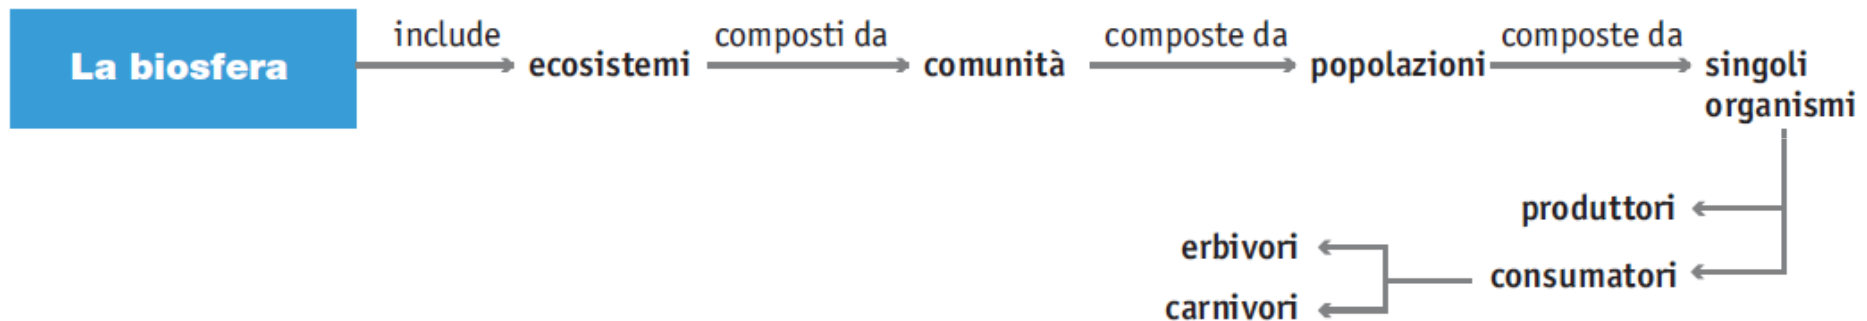 include
composti da
composte da
composte da
La biosfera
ecosistemi
comunità
popolazioni
singoli
organismi
produttori
erbivori
consumatori
carnivori